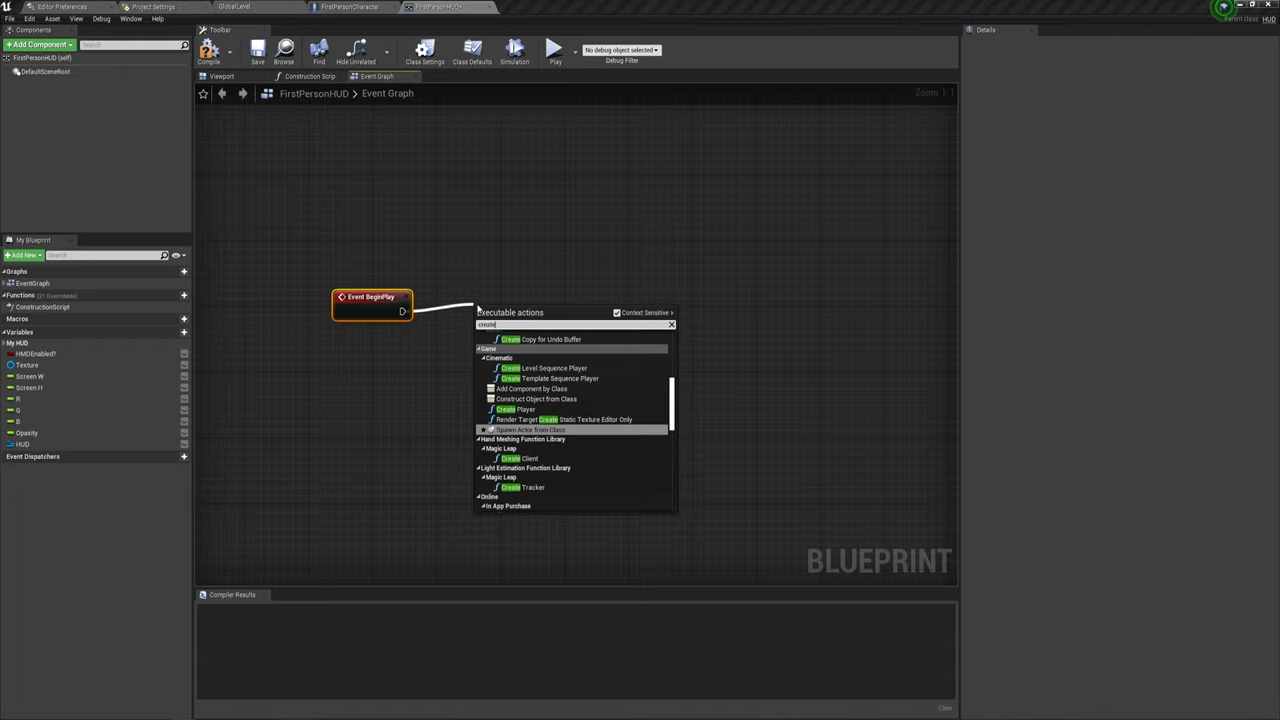 Editor Preferences
Project Settings
GlobalLevel
FirstPersonCharacter
FirstPersonHUD*
File Edit Asset View Debug Window Help
Parent class: HUD
Components
Toolbar
Details
+Add Component
Search
Compile
Save
Browse
Find
Hide Unrelated
Class Settings
Class Defaults
Simulation
Play
No debug object selected
Debug Filter
FirstPersonHUD (self)
DefaultSceneRoot
Viewport
Construction Scrip
Event Graph
FirstPersonHUD > Event Graph
Zoom 1:1
My Blueprint
+Add New
Search
Graphs
EventGraph
Functions (21 Overridable)
ConstructionScript
Macros
Variables
My HUD
HMDEnabled?
Texture
Screen W
Screen H
R
G
B
Opasity
HUD
Event Dispatchers
Event BeginPlay
Executable actions
Context Sensitive
create
Create Copy for Undo Buffer
Game
Cinematic
Create Level Sequence Player
Create Template Sequence Player
Add Component by Class
Construct Object from Class
Create Player
Render Target Create Static Texture Editor Only
Spawn Actor from Class
Hand Meshing Function Library
Magic Leap
Create Client
Light Estimation Function Library
Magic Leap
Create Tracker
Online
In App Purchase
BLUEPRINT
Compiler Results
Clear